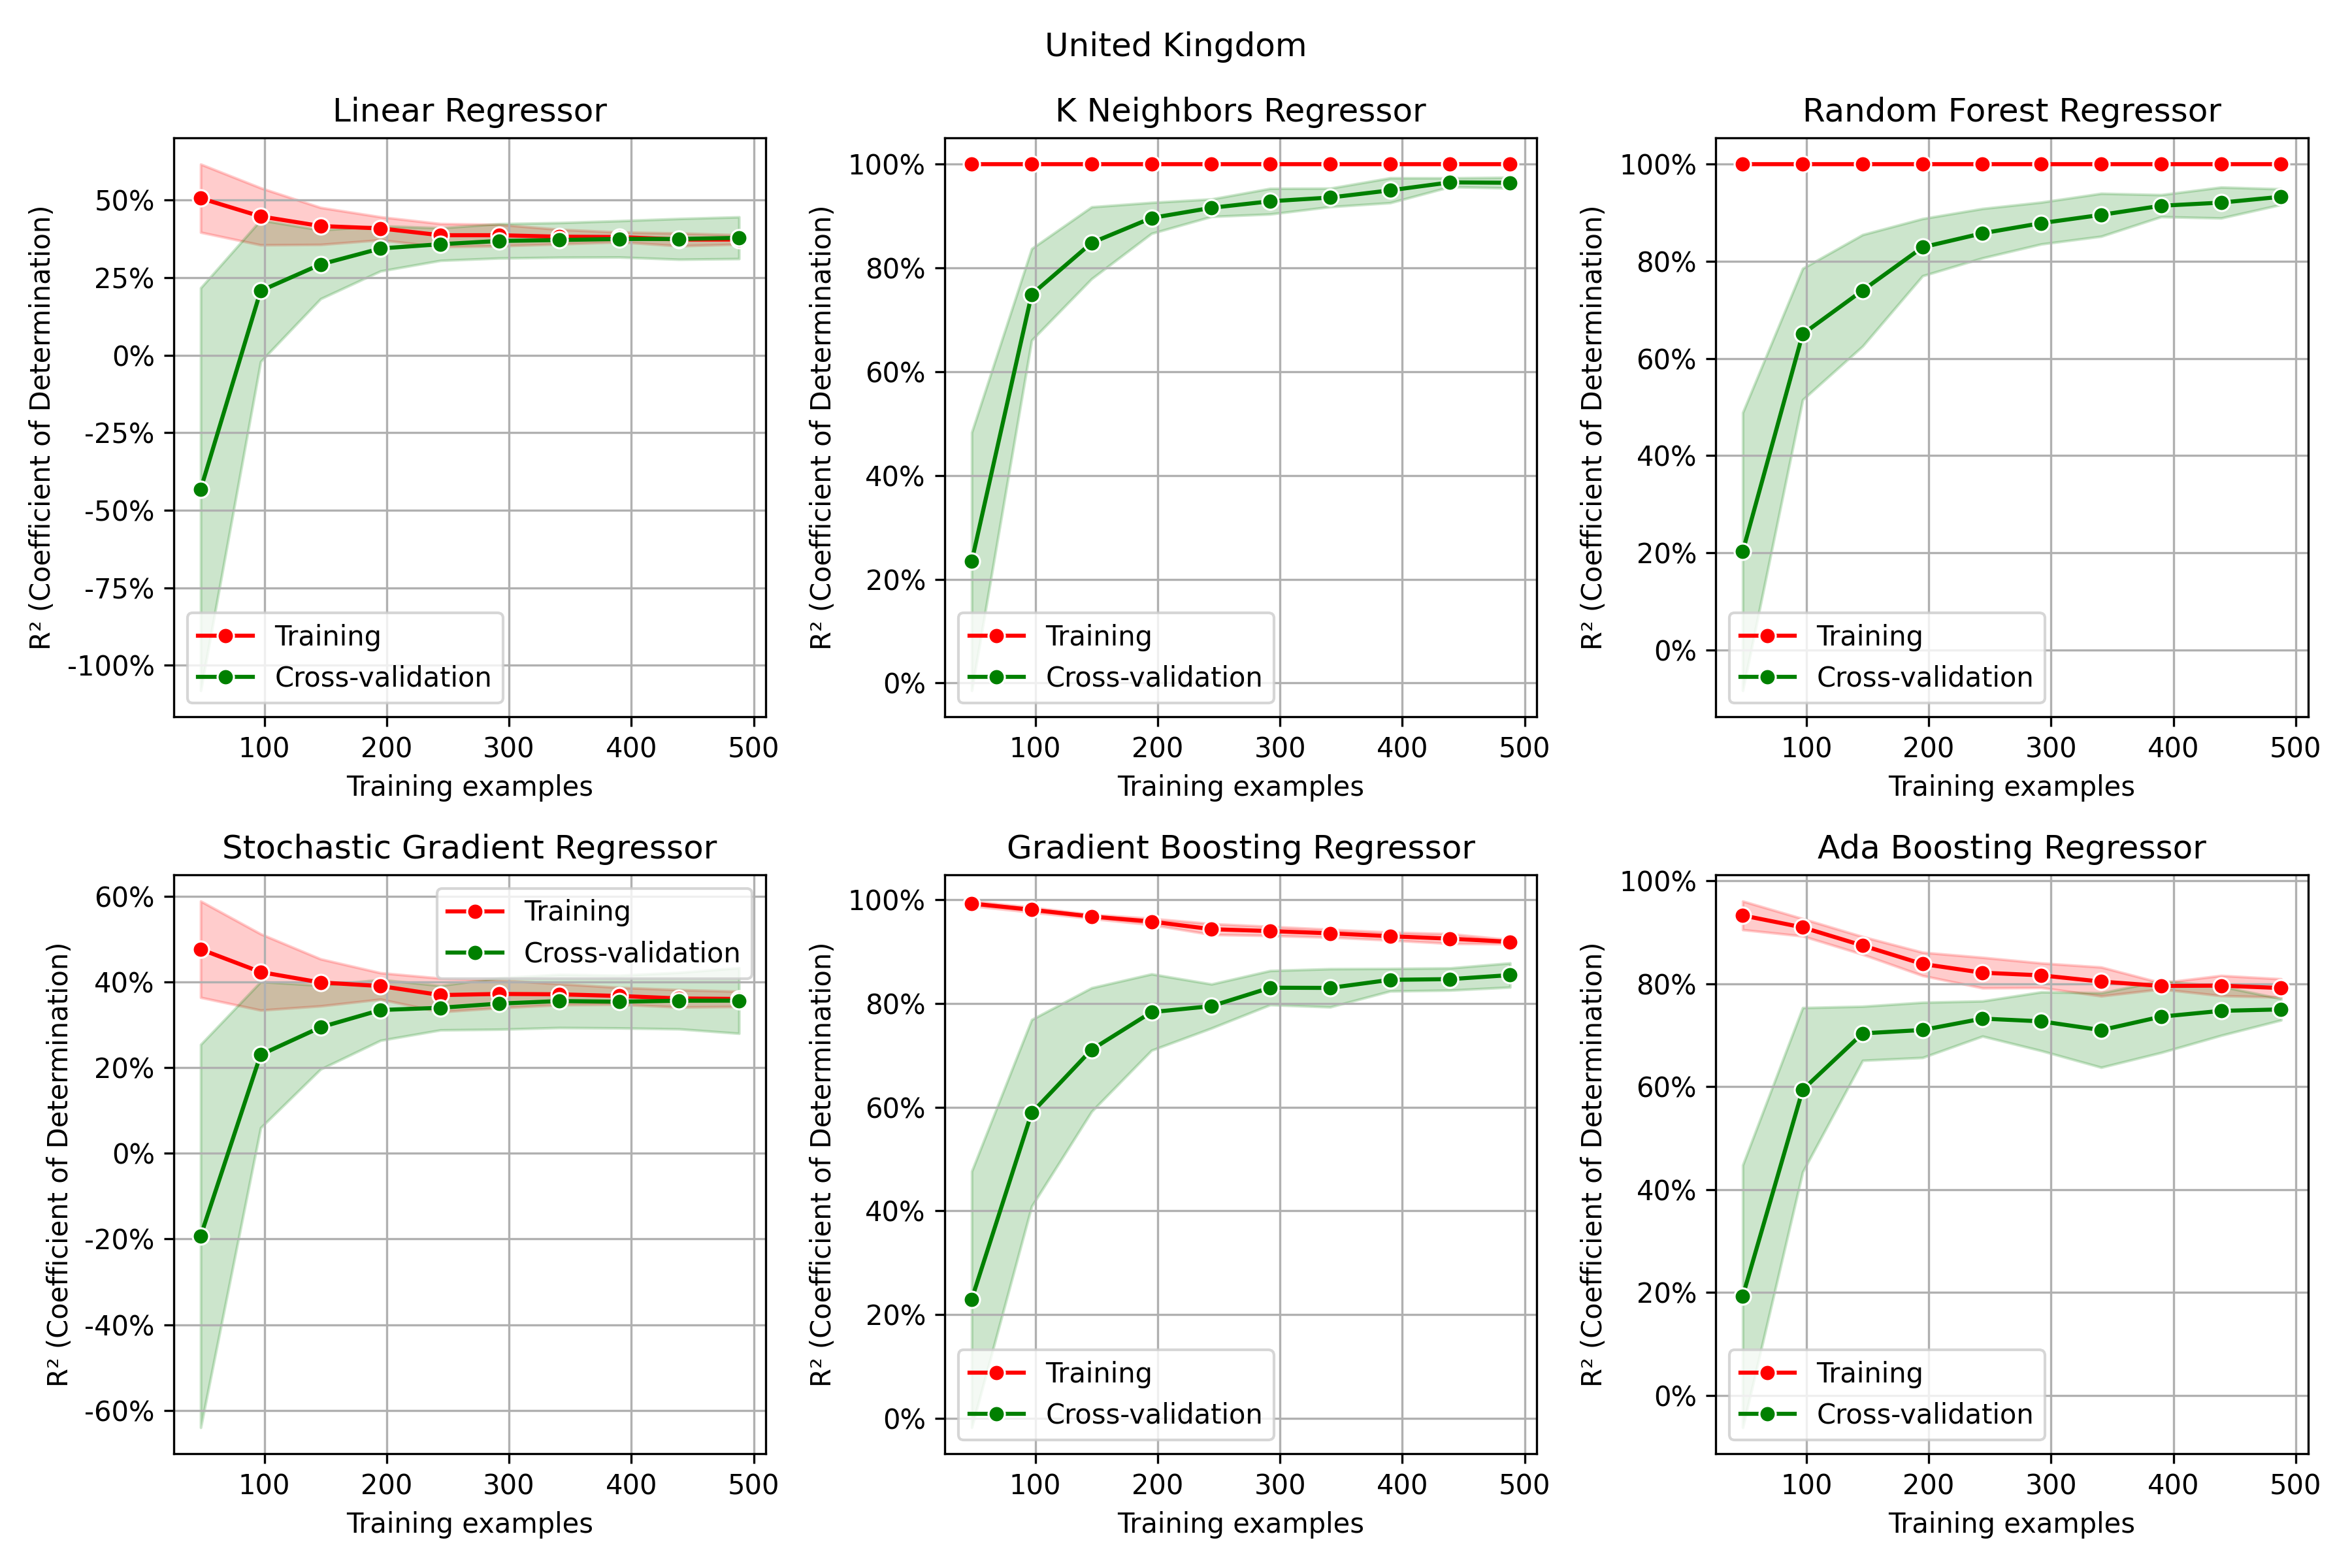 United Kingdom
Linear Regressor
R² (Coefficient of Determination)
50%
25%
0%
-25%
-50%
-75%
-100%
Training
Cross-validation
100 200 300 400 500
Training examples
K Neighbors Regressor
R² (Coefficient of Determination)
100%
80%
60%
40%
20%
0%
Training
Cross-validation
100 200 300 400 500
Training examples
Random Forest Regressor
R² (Coefficient of Determination)
100%
80%
60%
40%
20%
0%
Training
Cross-validation
100 200 300 400 500
Training examples
Stochastic Gradient Regressor
R² (Coefficient of Determination)
60%
40%
20%
0%
-20%
-40%
-60%
Training
Cross-validation
100 200 300 400 500
Training examples
Gradient Boosting Regressor
R² (Coefficient of Determination)
100%
80%
60%
40%
20%
0%
Training
Cross-validation
100 200 300 400 500
Training examples
Ada Boosting Regressor
R² (Coefficient of Determination)
100%
80%
60%
40%
20%
0%
Training
Cross-validation
100 200 300 400 500
Training examples